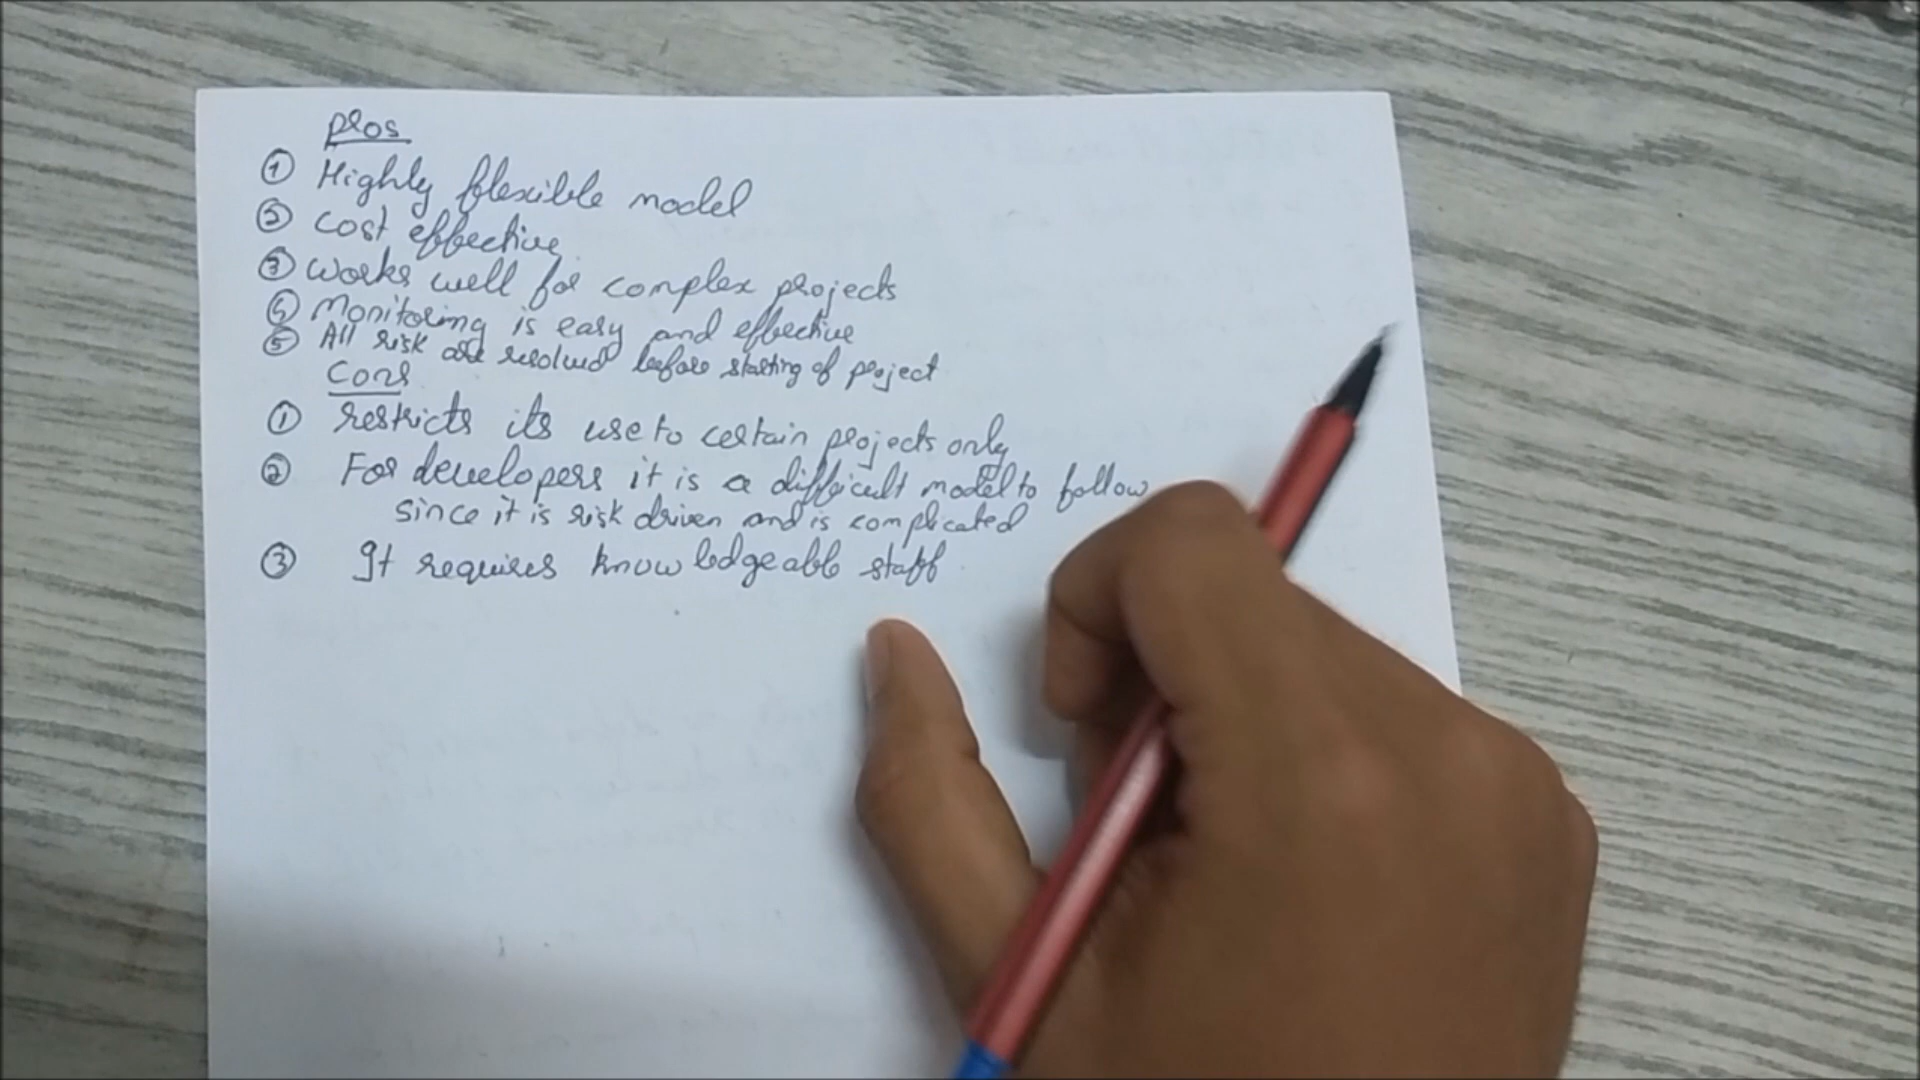 Pros
① Highly flexible model
② Cost effective
③ Works well for complex projects
④ Monitoring is easy and effective
⑤ All risk are resolved before starting of project
Cons
① restricts its use to certain projects only
② For developers it is a difficult model to follow
since it is risk driven and is complicated
③ It requires knowledgeable staff